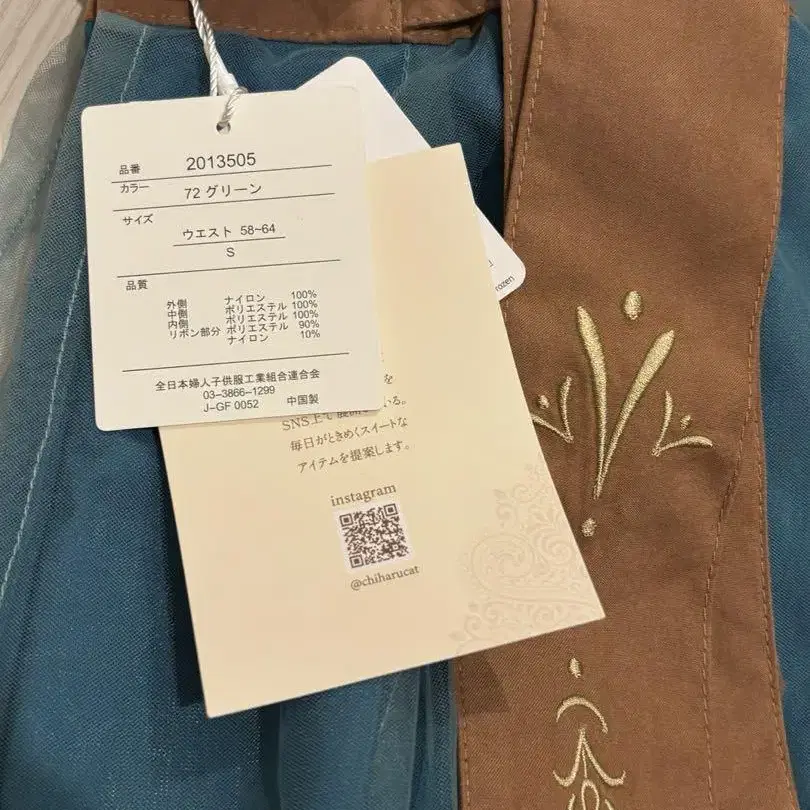 品番 2013505
カラー 72 グリーン
サイズ
ウエスト 58~64
S
品質
外側 ナイロン 100%
中側 ポリエステル 100%
内側 ポリエステル 100%
リボン部分 ポリエステル 90%
ナイロン 10%
全日本婦人子供服工業組合連合会
03-3866-1299
J-GF 0052 中国製
を
SNS上で いる。
毎日がときめくスイートな
アイテムを提案します。
instagram
@chiharucat
rozen